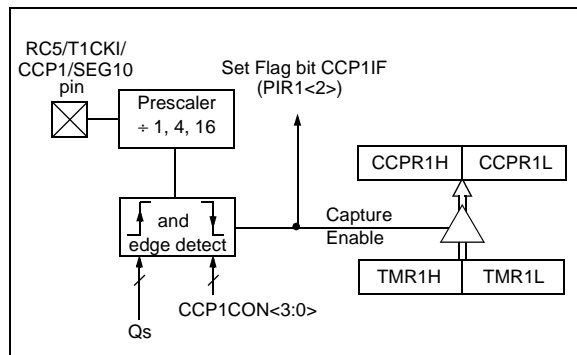 RC5/T1CKI/
CCP1/SEG10
pin
Prescaler
÷ 1, 4, 16
Set Flag bit CCP1IF
(PIR1<2>)
CCPR1H CCPR1L
and
edge detect
Capture
Enable
TMR1H TMR1L
CCP1CON<3:0>
Qs